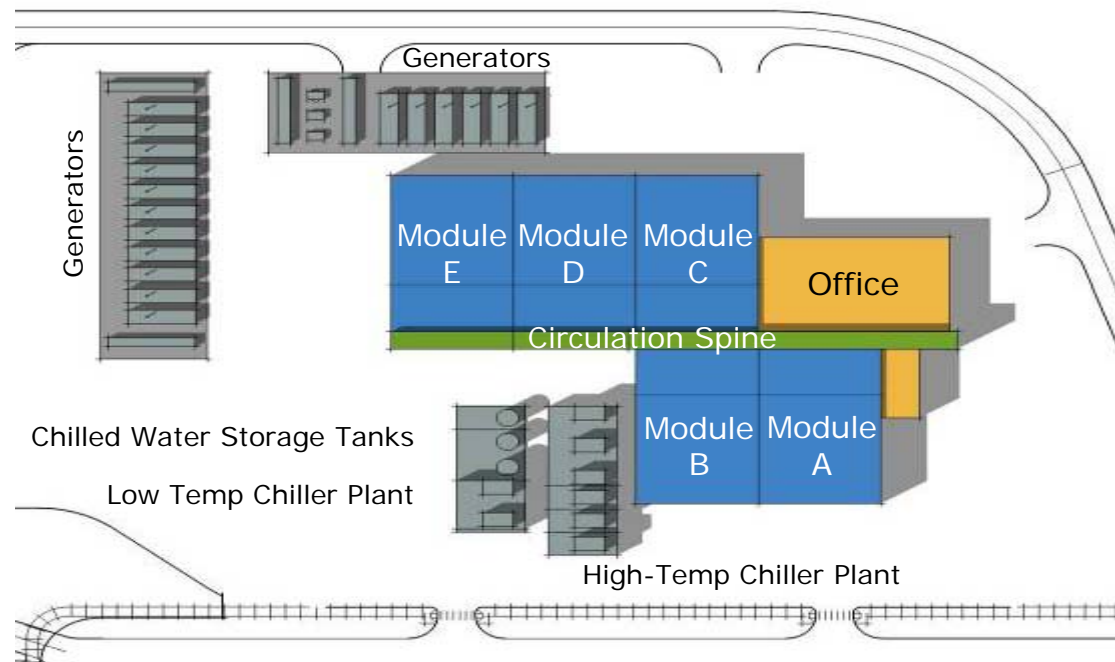 Generators
Generators
Module
E
Module
D
Module
C
Office
Circulation Spine
Module
B
Module
A
Chilled Water Storage Tanks
Low Temp Chiller Plant
High-Temp Chiller Plant